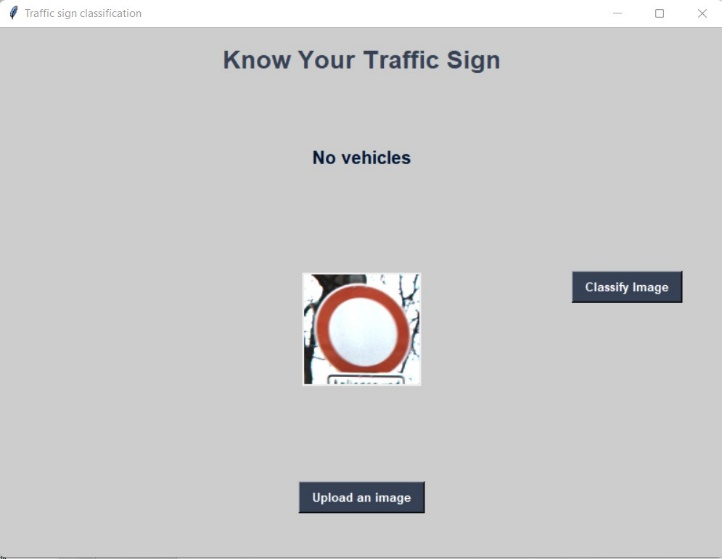 Traffic sign classification
Know Your Traffic Sign
No vehicles
Classify Image
Upload an image